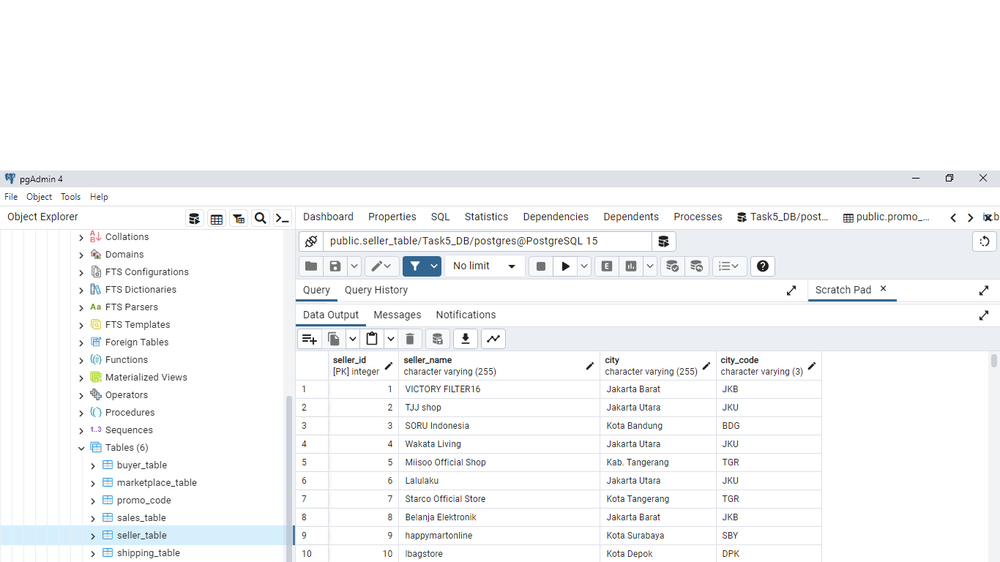 pgAdmin 4
File Object Tools Help
Object Explorer
Dashboard Properties SQL Statistics Dependencies Dependents Processes Task5_DB/post... public.promo_...
public.seller_table/Task5_DB/postgres@PostgreSQL 15
No limit
E
Query Query History Scratch Pad
Data Output Messages Notifications
Collations
Domains
FTS Configurations
FTS Dictionaries
Aa FTS Parsers
FTS Templates
Foreign Tables
Functions
Materialized Views
Operators
Procedures
1..3 Sequences
Tables (6)
buyer_table
marketplace_table
promo_code
sales_table
seller_table
shipping_table
seller_id seller_name city city_code
[PK] integer character varying (255) character varying (255) character varying (3)
1 1 VICTORY FILTER16 Jakarta Barat JKB
2 2 TJJ shop Jakarta Utara JKU
3 3 SORU Indonesia Kota Bandung BDG
4 4 Wakata Living Jakarta Utara JKU
5 5 Miisoo Official Shop Kab. Tangerang TGR
6 6 Lalulaku Jakarta Utara JKU
7 7 Starco Official Store Kota Tangerang TGR
8 8 Belanja Elektronik Jakarta Barat JKB
9 9 happymartonline Kota Surabaya SBY
10 10 Kota Depok DPK